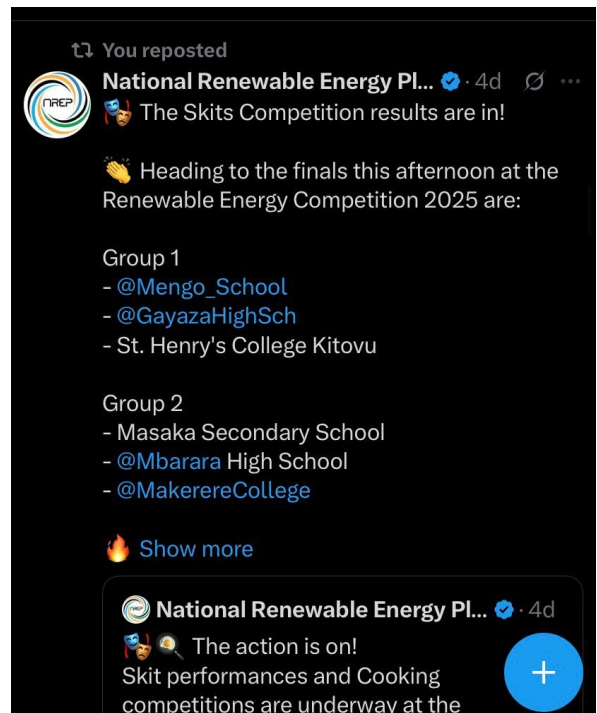 You reposted
National Renewable Energy Pl... · 4d
NREP
🎭 The Skits Competition results are in!
👏 Heading to the finals this afternoon at the
Renewable Energy Competition 2025 are:
Group 1
- @Mengo_School
- @GayazaHighSch
- St. Henry's College Kitovu
Group 2
- Masaka Secondary School
- @Mbarara High School
- @MakerereCollege
🔥 Show more
National Renewable Energy Pl... · 4d
🎭🍳 The action is on!
Skit performances and Cooking
competitions are underway at the